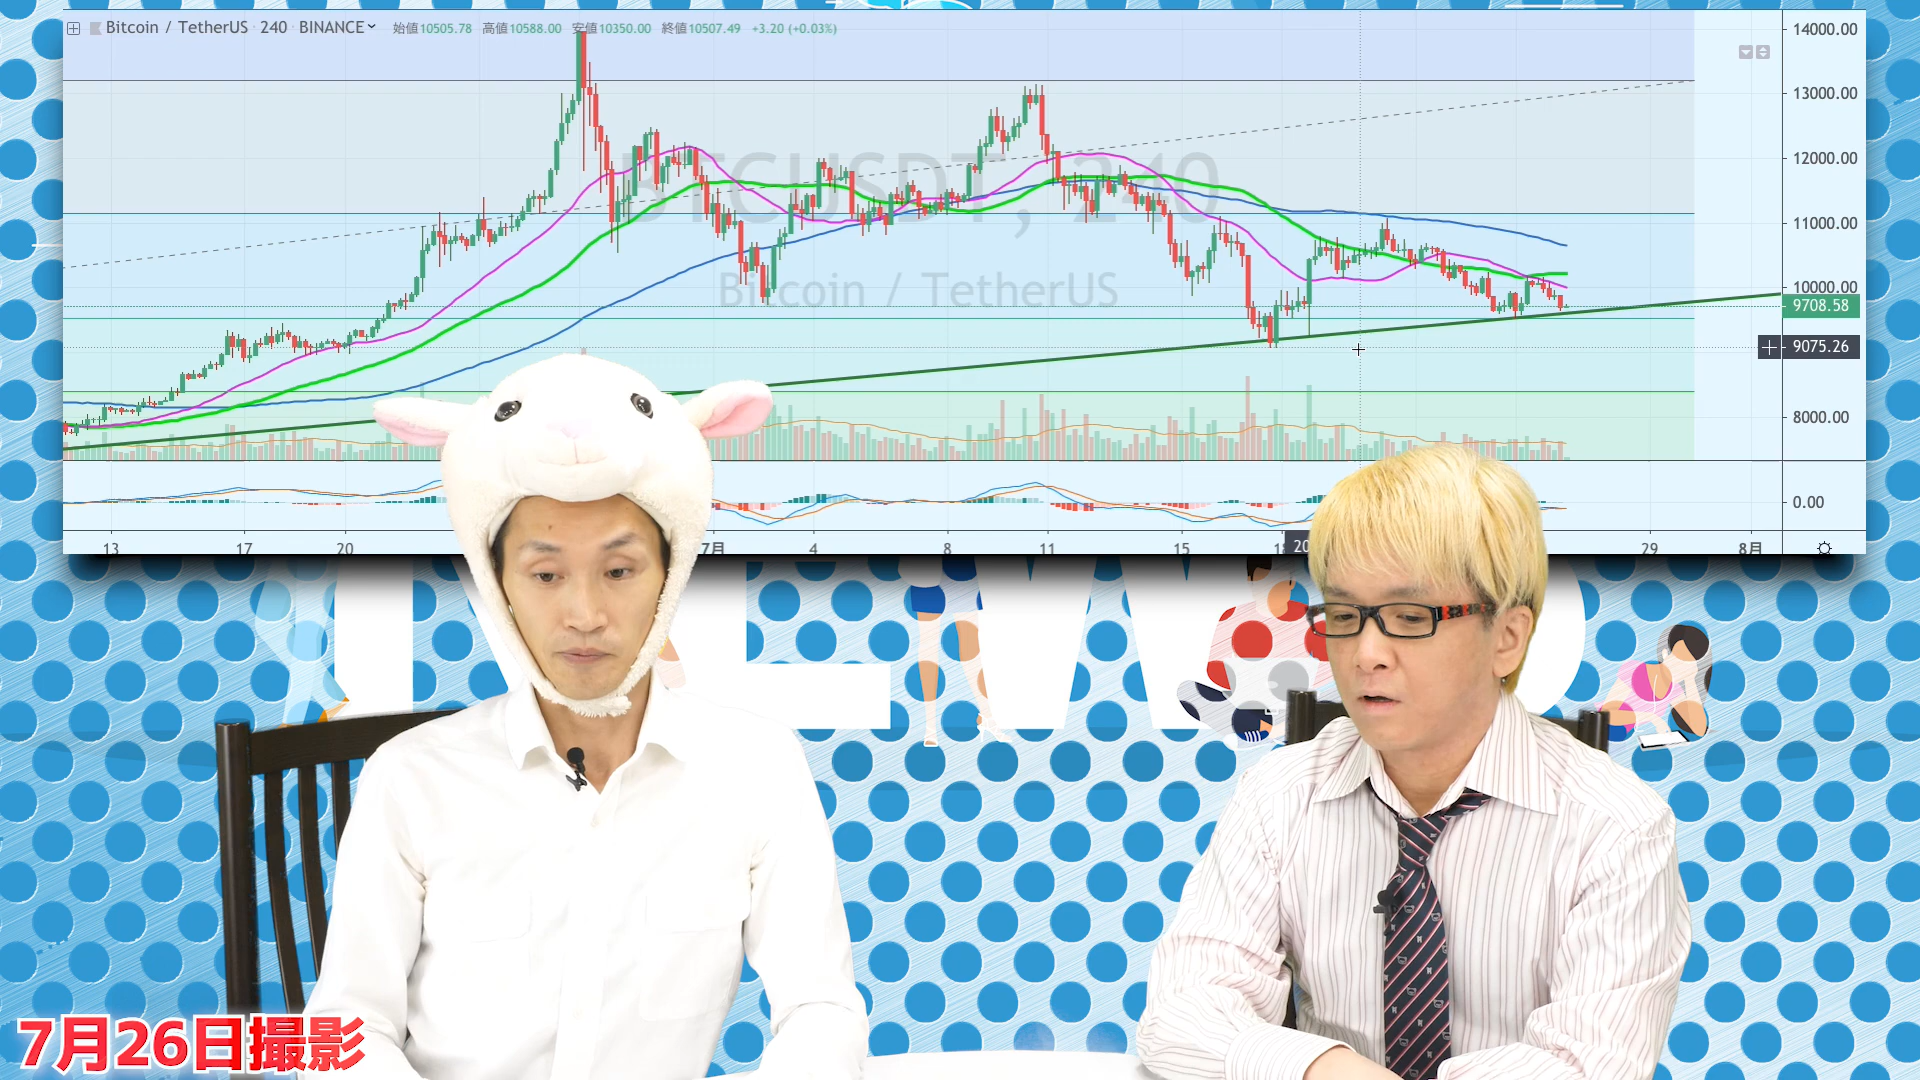 Bitcoin / TetherUS 240 BINANCE 始値10505.78 高値10588.00 安値10350.00 終値10507.49 +3.20 (+0.03%)
14000.00
13000.00
12000.00
11000.00
10000.00
9708.58
9075.26
8000.00
0.00
BTCUSDT, 240
Bitcoin / TetherUS
13 17 20 7月 4 8 11 15 20 29 8月
NEW
7月26日撮影